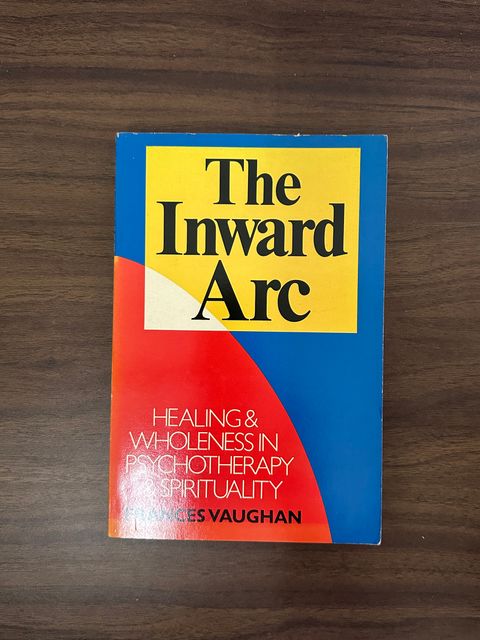 The
Inward
Arc
HEALING &
WHOLENESS IN
PSYCHOTHERAPY
& SPIRITUALITY
FRANCES VAUGHAN